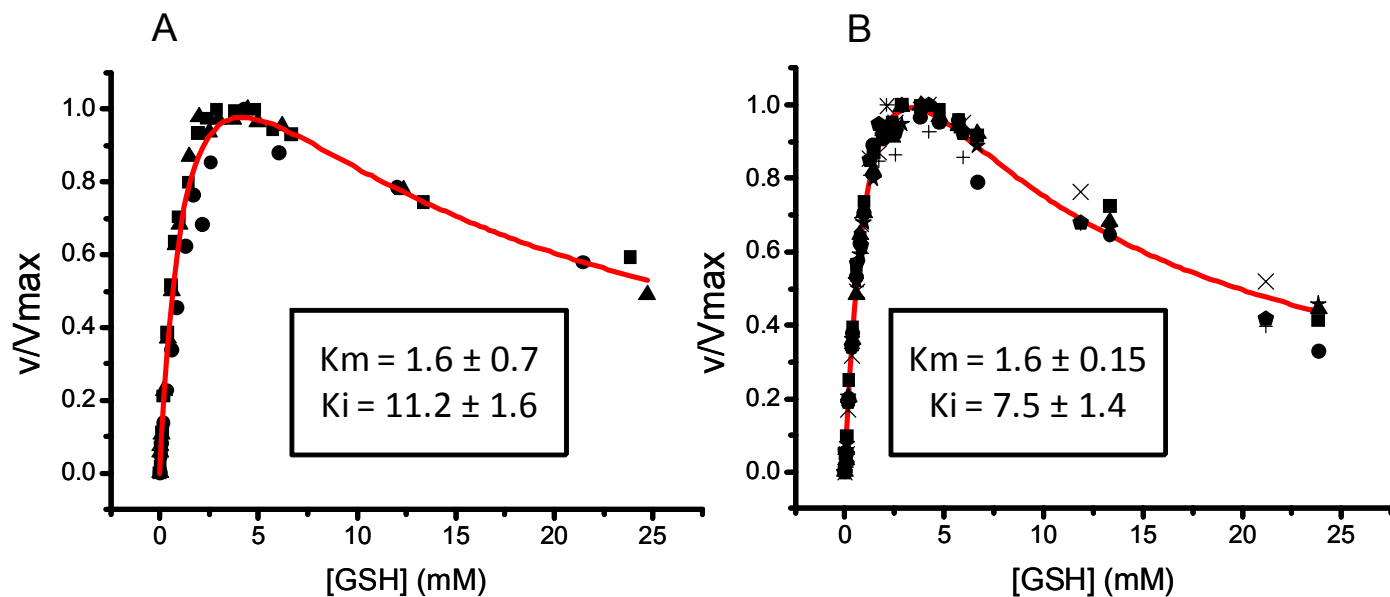 A
v/Vmax
1.0
0.8
0.6
0.4
0.2
0.0
Km = 1.6 ± 0.7
Ki = 11.2 ± 1.6
0 5 10 15 20 25
[GSH] (mM)
B
v/Vmax
1.0
0.8
0.6
0.4
0.2
0.0
Km = 1.6 ± 0.15
Ki = 7.5 ± 1.4
0 5 10 15 20 25
[GSH] (mM)